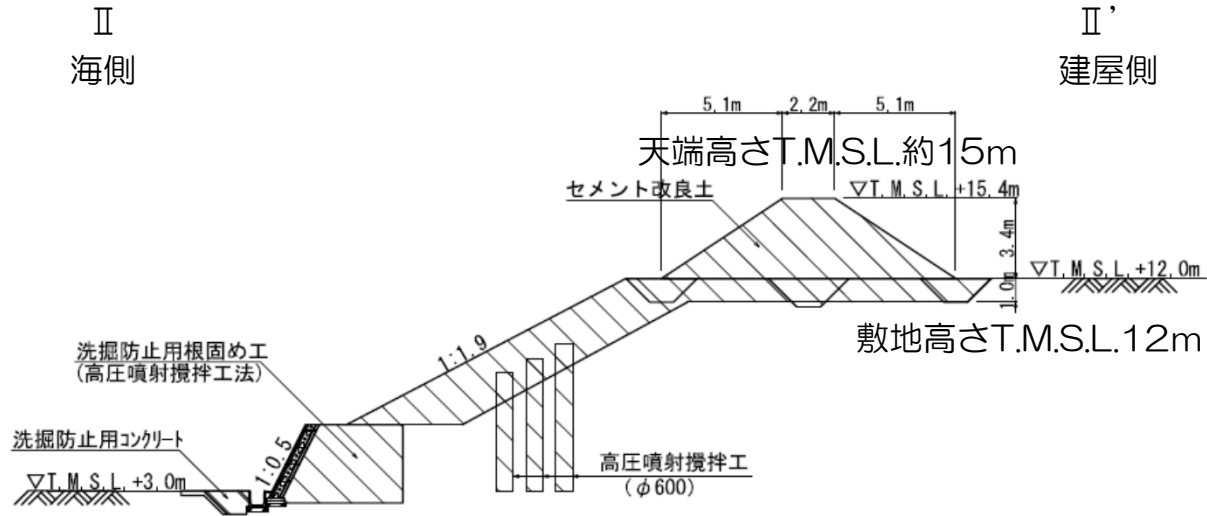 Ⅱ
Ⅱ’
海側
建屋側
5,1m
2,2m
5,1m
天端高さT.M.S.L.約15m
セメント改良土
▽T,M,S,L,+15,4m
3,4m
▽T,M,S,L,+12,0m
1,0m
敷地高さT.M.S.L.12m
1:1,9
洗掘防止用根固め工
(高圧噴射攪拌工法)
洗掘防止用コンクリート
1:0.5
▽T,M,S,L,+3,0m
高圧噴射攪拌工
(φ600)